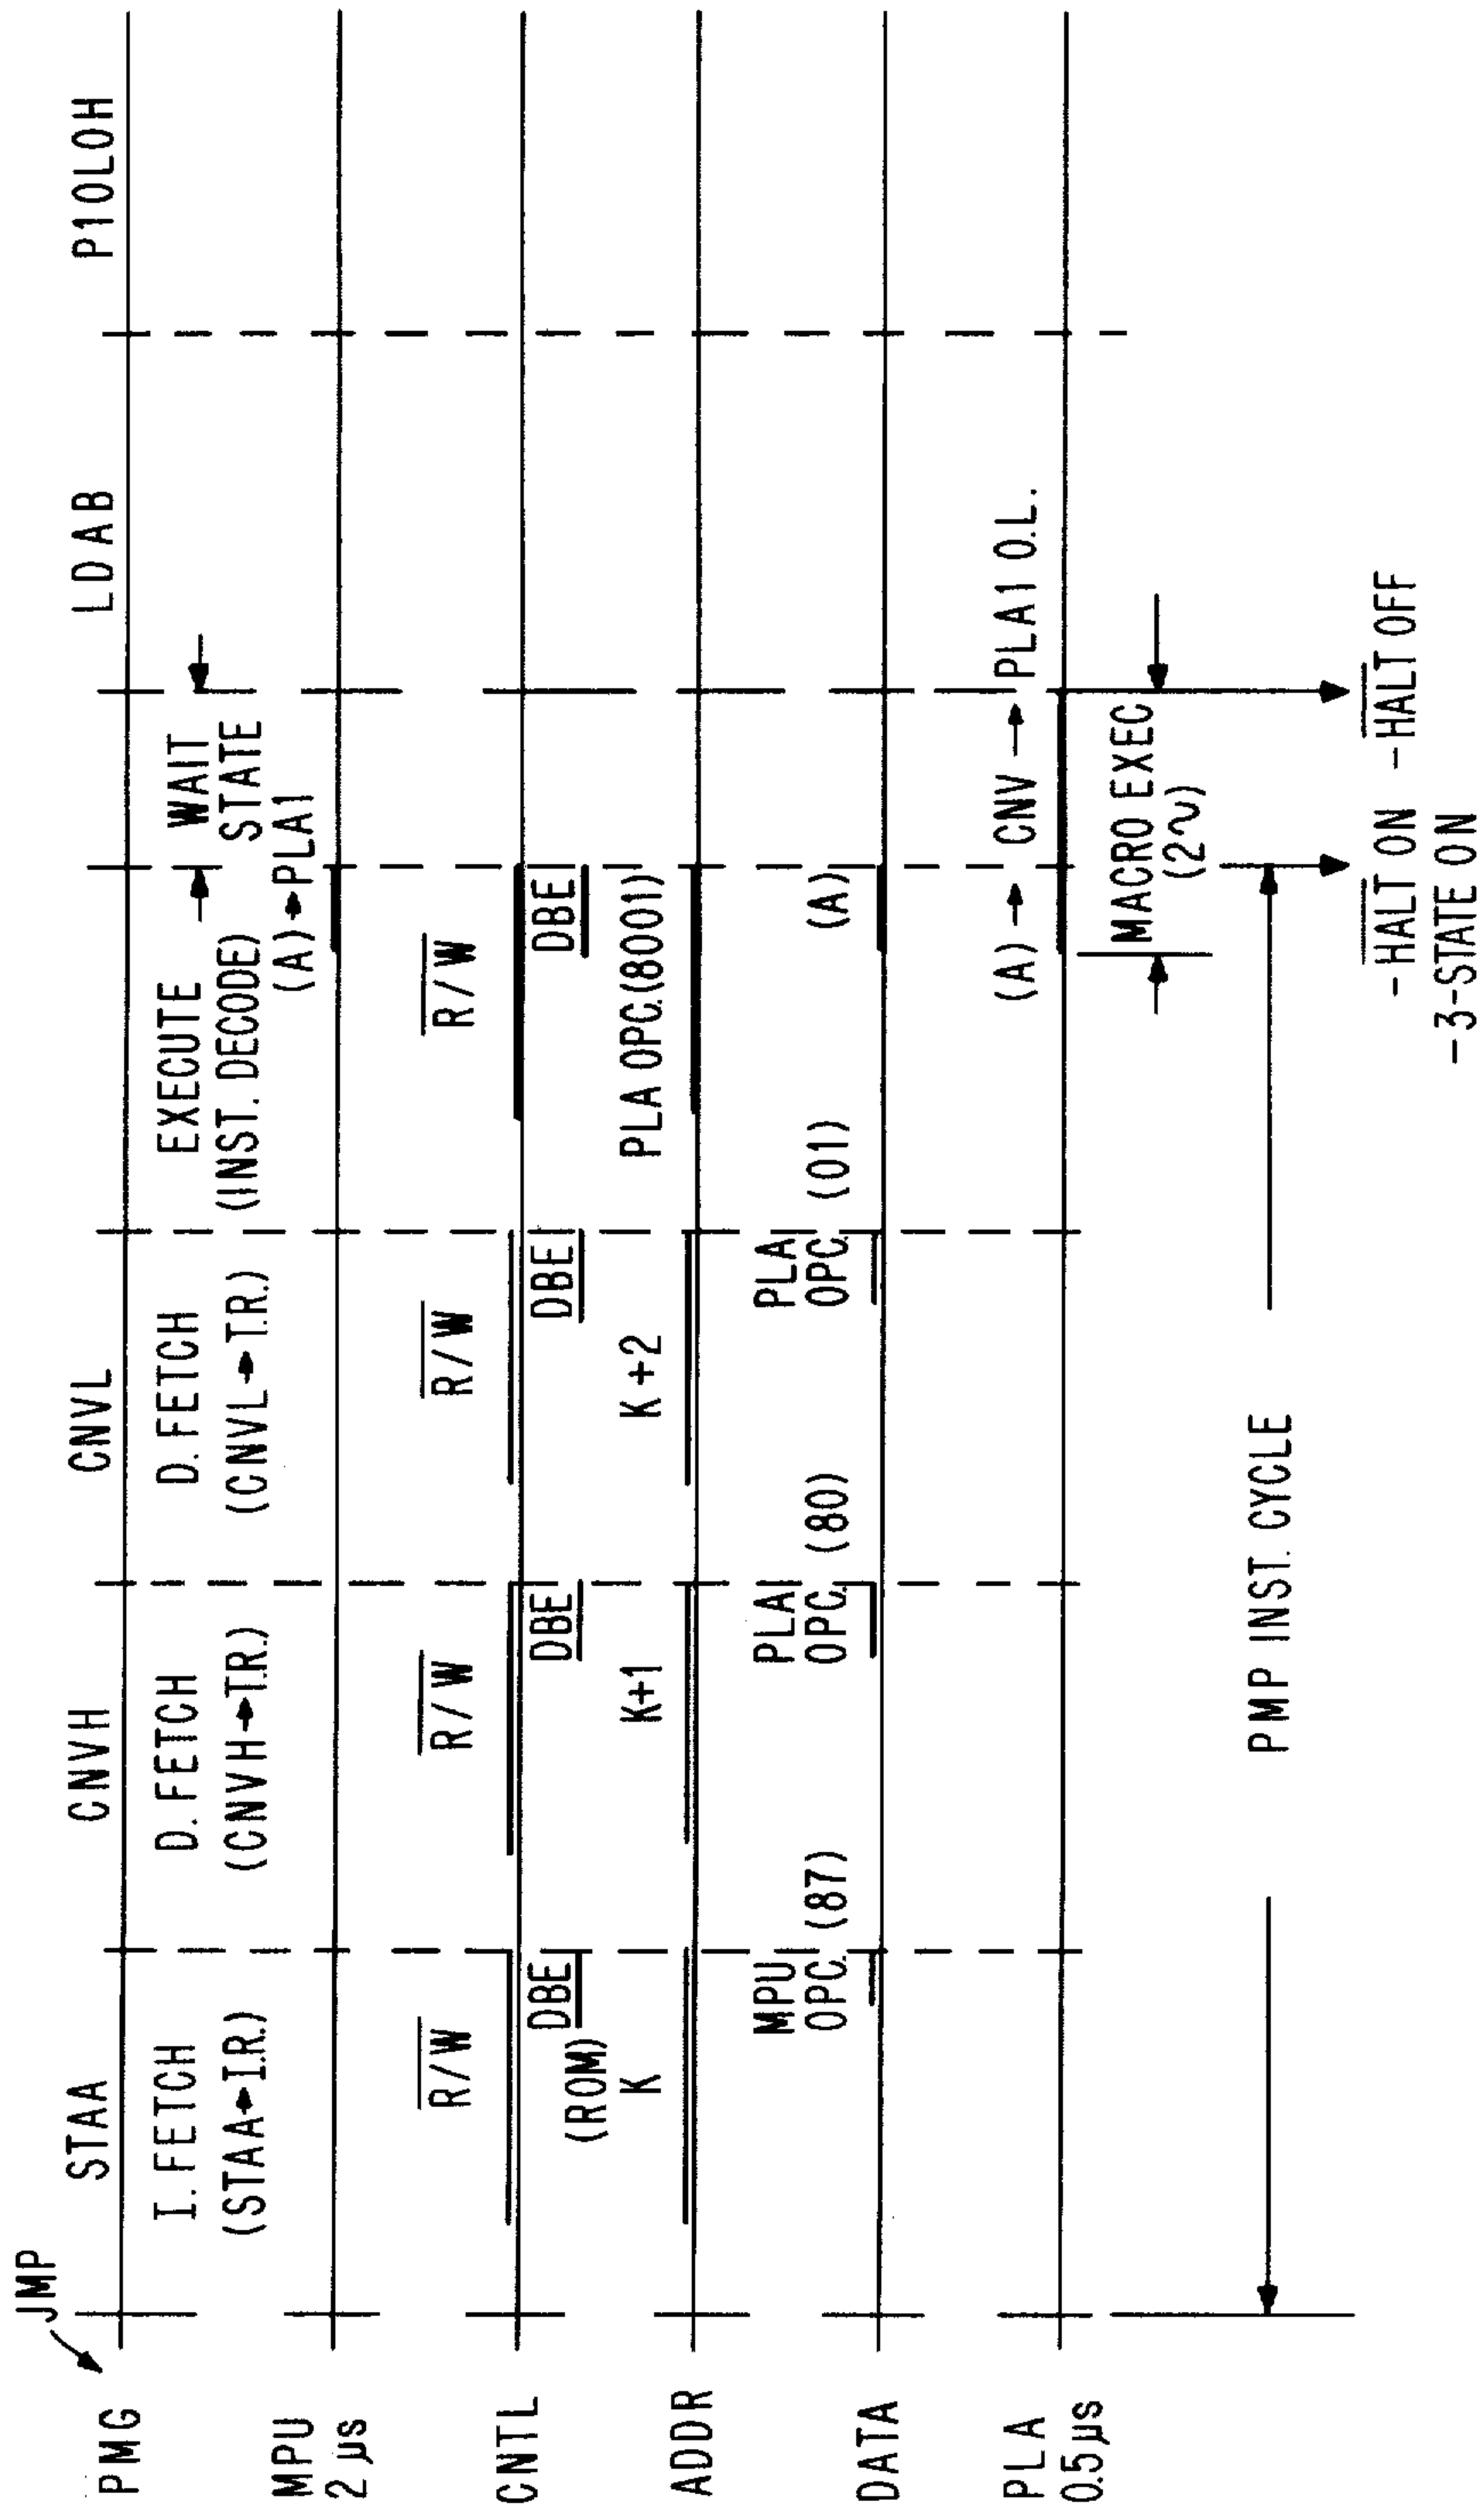 JMP
PMG STAA CNVH CNVL LDAB P10LOH
I. FETCH D. FETCH D. FETCH EXECUTE WAIT
(STAA→I.R.) (CNVH→T.R.) (CNVL→T.R.) (INST. DECODE) STATE
MPU
2 µs
(A)→PLA1
R/W R/W R/W R/W
CNTL
DBE DBE DBE DBE
(ROM)
K K+1 K+2 PLA OPC.(8001)
ADDR
MPU PLA PLA
OPC. (87) OPC. (80) OPC. (01) (A)
DATA
(A) → CNV → PLA1 O.L.
PLA
0.5µs
MACRO EXEC
(2∿)
PMP INST. CYCLE
-HALT ON -HALT OFF
-3-STATE ON